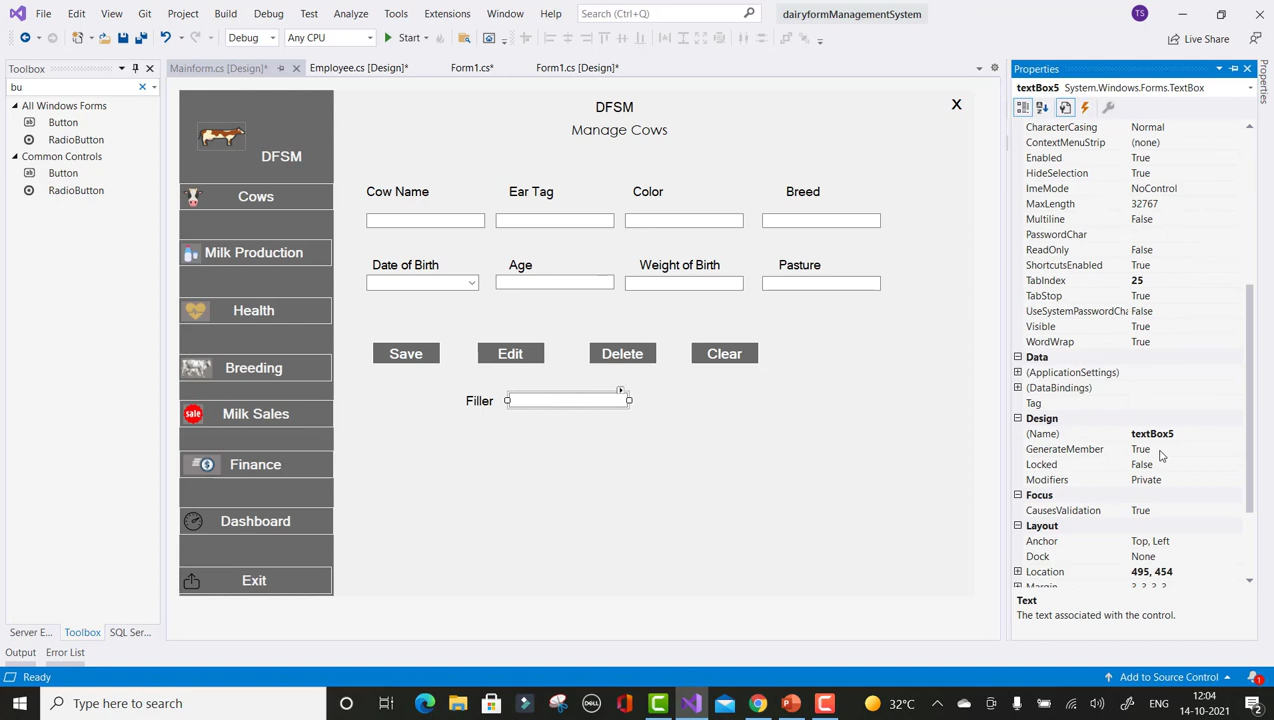 File Edit View Git Project Build Debug Test Analyze Tools Extensions Window Help Search (Ctrl+Q) dairyformManagementSystem TS
Debug Any CPU Start Live Share
Toolbox Mainform.cs [Design]* Employee.cs [Design]* Form1.cs* Form1.cs [Design]* Properties
bu
All Windows Forms
Button
RadioButton
Common Controls
Button
RadioButton
DFSM
Cows
Milk Production
Health
Breeding
sale Milk Sales
Finance
Dashboard
Exit
DFSM X
Manage Cows
Cow Name Ear Tag Color Breed
Date of Birth Age Weight of Birth Pasture
Save Edit Delete Clear
Filler
textBox5 System.Windows.Forms.TextBox
CharacterCasing Normal
ContextMenuStrip (none)
Enabled True
HideSelection True
ImeMode NoControl
MaxLength 32767
Multiline False
PasswordChar
ReadOnly False
ShortcutsEnabled True
TabIndex 25
TabStop True
UseSystemPasswordCha False
Visible True
WordWrap True
Data
(ApplicationSettings)
(DataBindings)
Tag
Design
(Name) textBox5
GenerateMember True
Locked False
Modifiers Private
Focus
CausesValidation True
Layout
Anchor Top, Left
Dock None
Location 495, 454
Text
The text associated with the control.
Properties
Server E... Toolbox SQL Ser...
Output Error List
Ready Add to Source Control 1
Type here to search DELL 32°C ENG 12:04
14-10-2021 2